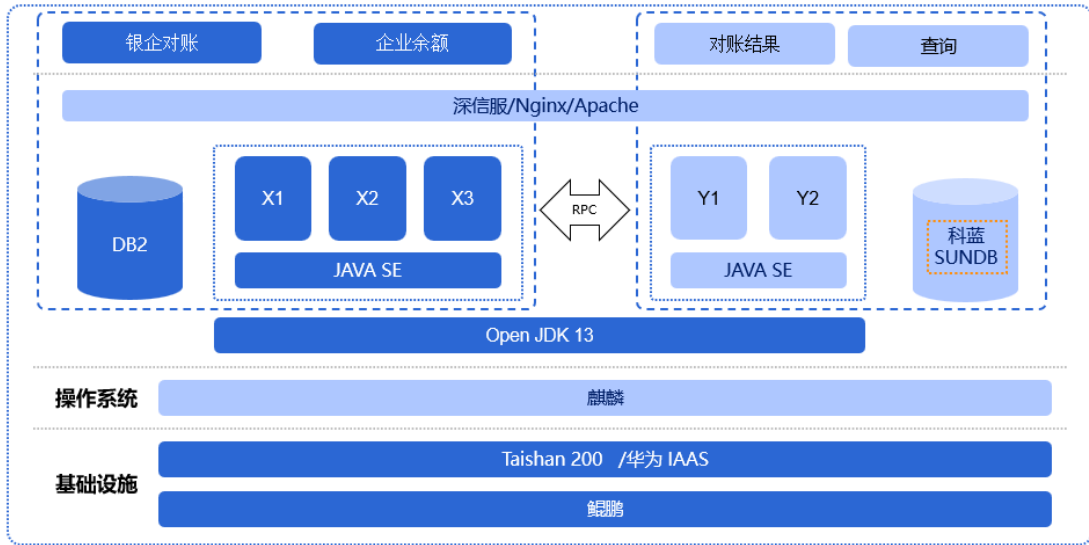 银企对账
企业余额
对账结果
查询
深信服/Nginx/Apache
DB2
X1
X2
X3
JAVA SE
RPC
Y1
Y2
JAVA SE
科蓝
SUNDB
Open JDK 13
操作系统
麒麟
基础设施
Taishan 200 /华为 IAAS
鲲鹏